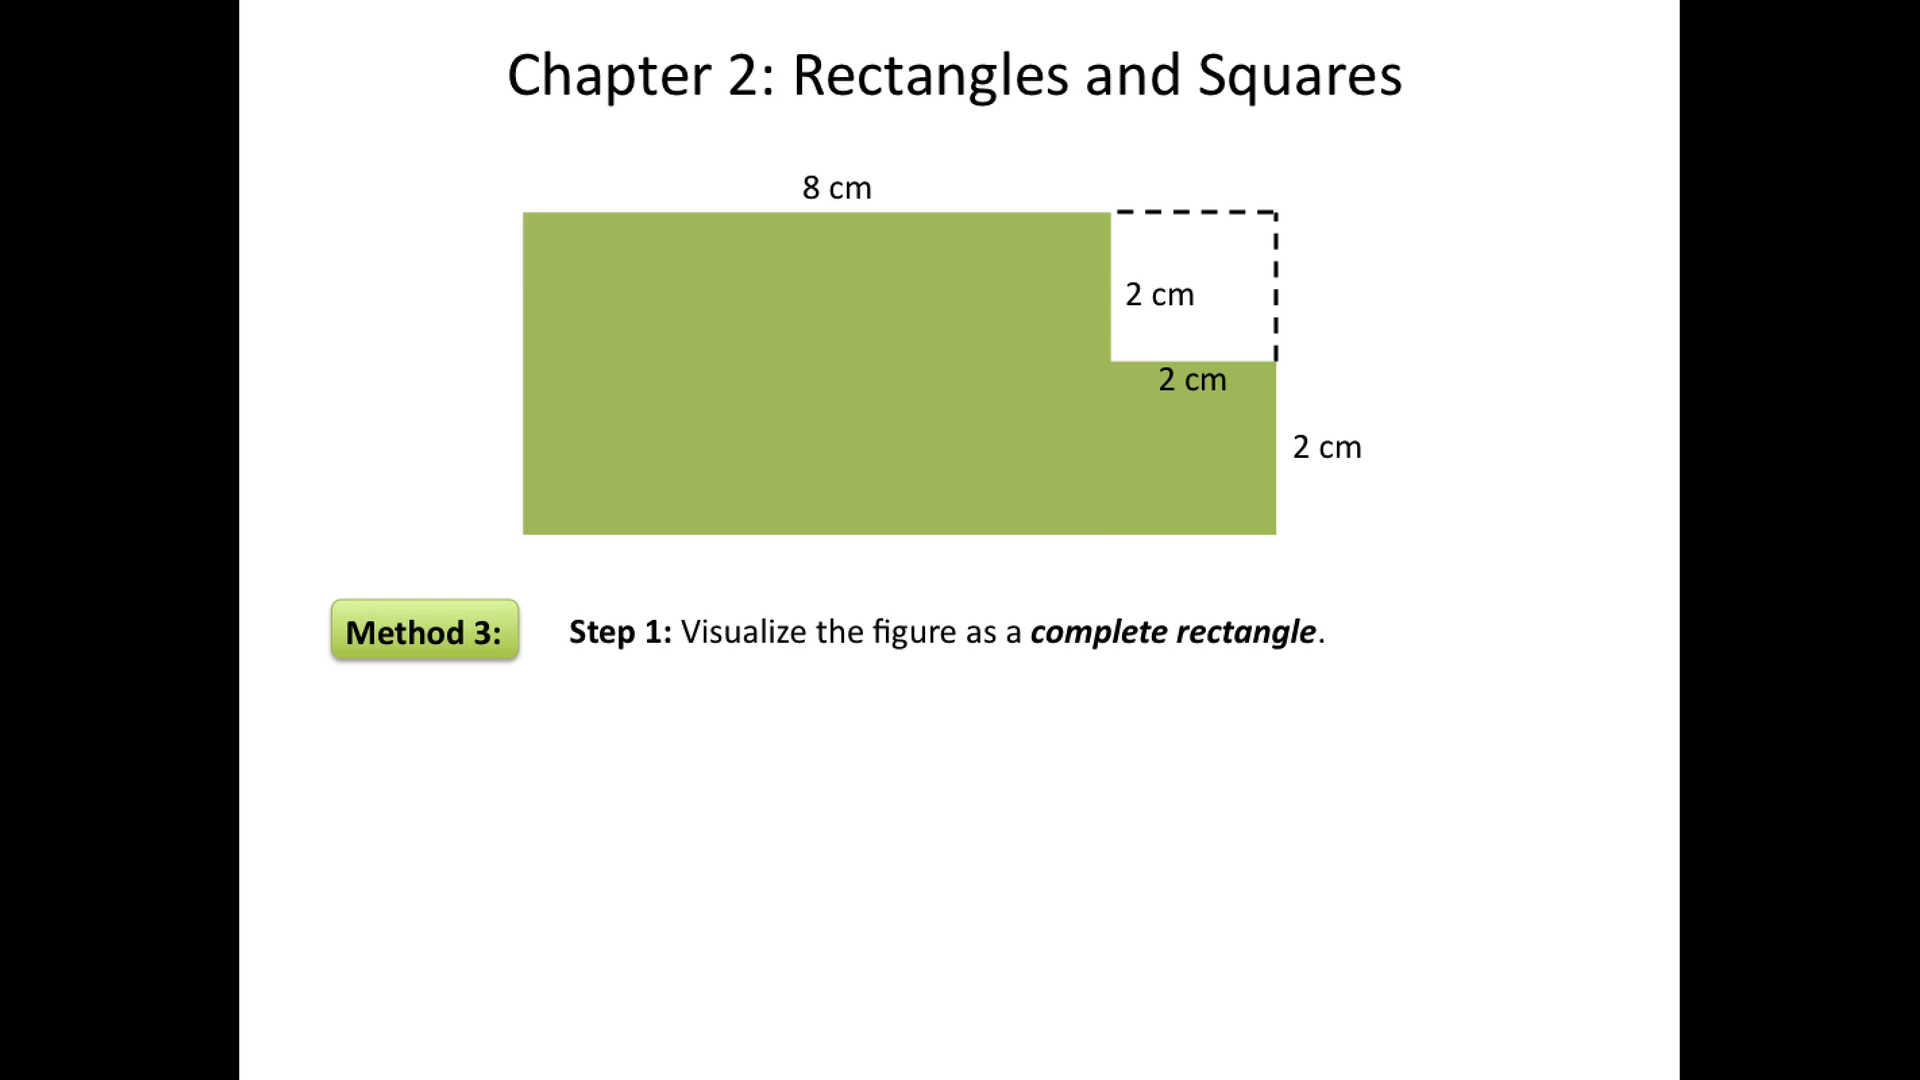 Chapter 2: Rectangles and Squares
8 cm
2 cm
2 cm
2 cm
Method 3:
Step 1: Visualize the figure as a complete rectangle.